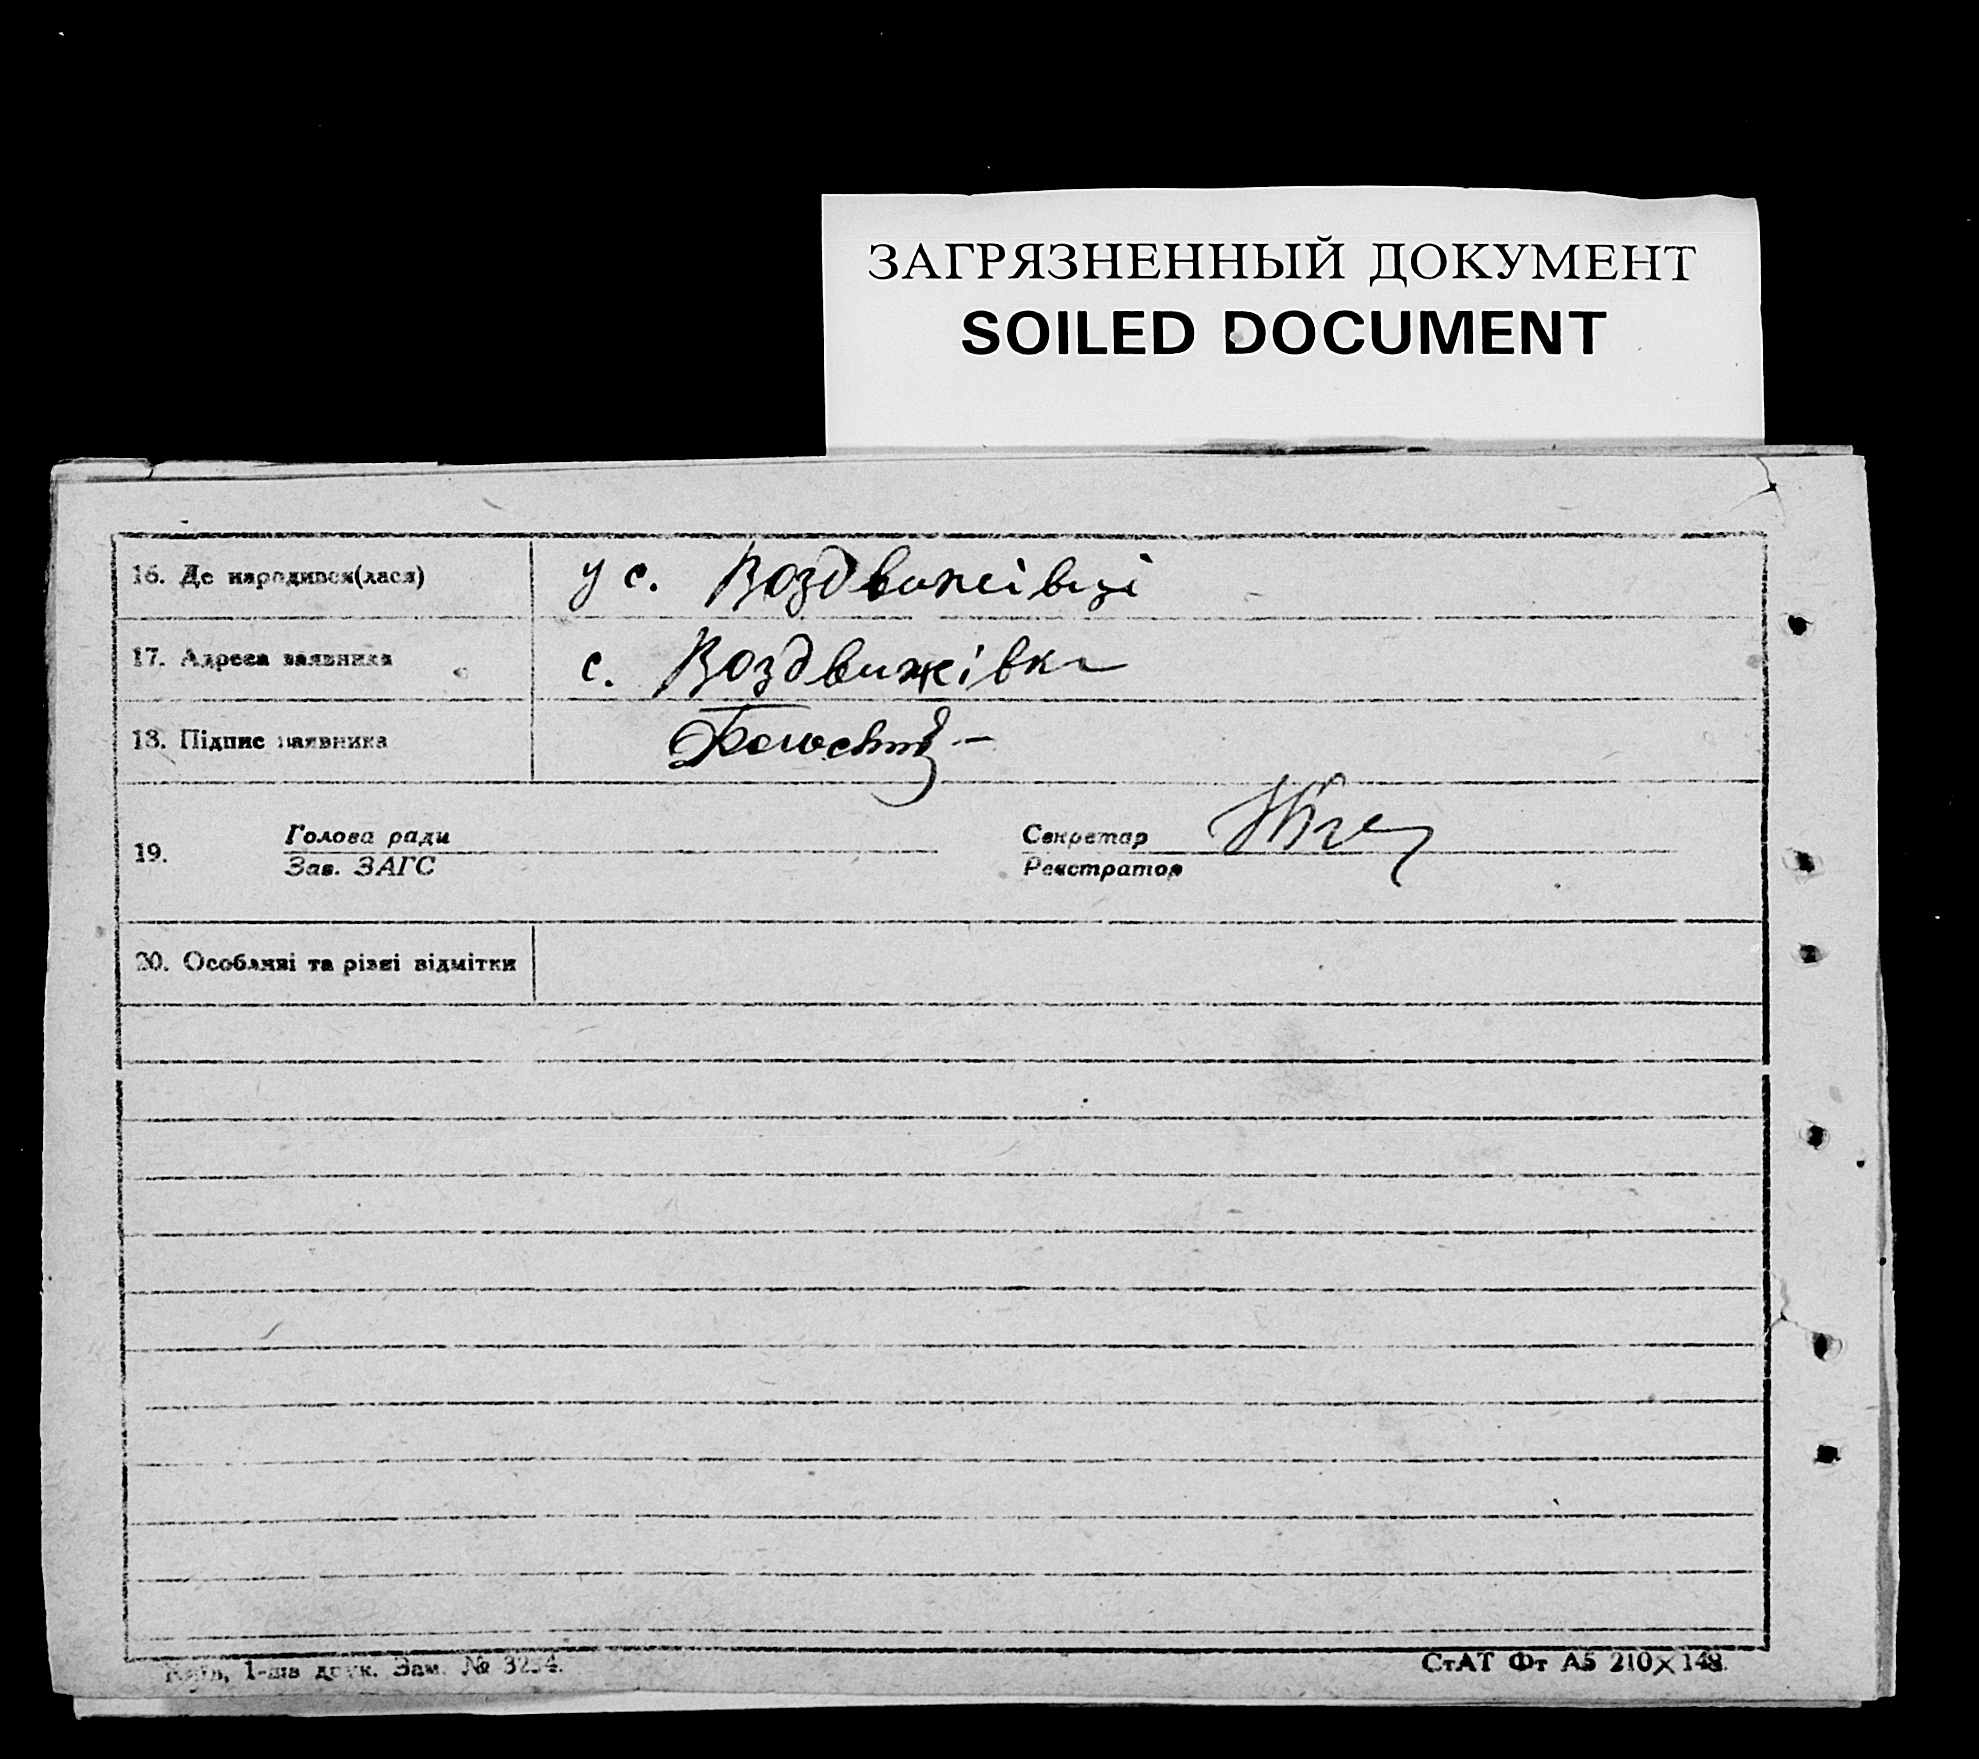 ЗАГРЯЗНЕННЫЙ ДОКУМЕНТ
SOILED DOCUMENT
16. Де народився(лася) у с. Воздвижівці
17. Адреса заявника с. Воздвижівка
18. Підпис заявника
19. Голова ради Секретар
Зав. ЗАГС Реєстратор
20. Особливі та різні відмітки
Київ, 1-ша друк. Зам. № 3254. СтАТ Фт А5 210×148.